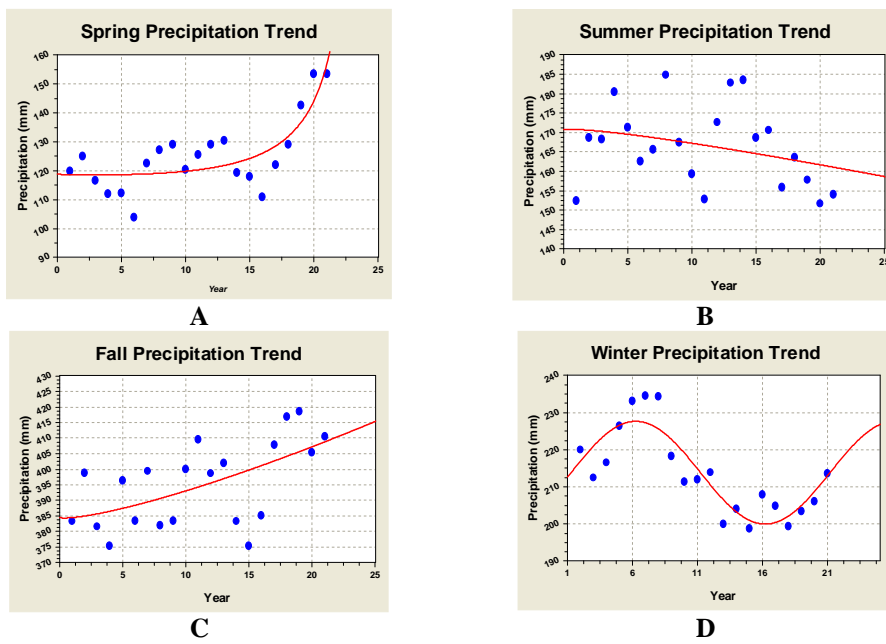 Spring Precipitation Trend
Precipitation (mm)
160
150
140
130
120
110
100
90
0 5 10 15 20 25
Year
A
Summer Precipitation Trend
Precipitation (mm)
190
185
180
175
170
165
160
155
150
145
140
0 5 10 15 20 25
Year
B
Fall Precipitation Trend
Precipitation (mm)
430
425
420
415
410
405
400
395
390
385
380
375
370
0 5 10 15 20 25
Year
C
Winter Precipitation Trend
Precipitation (mm)
240
230
220
210
200
190
1 6 11 16 21
Year
D